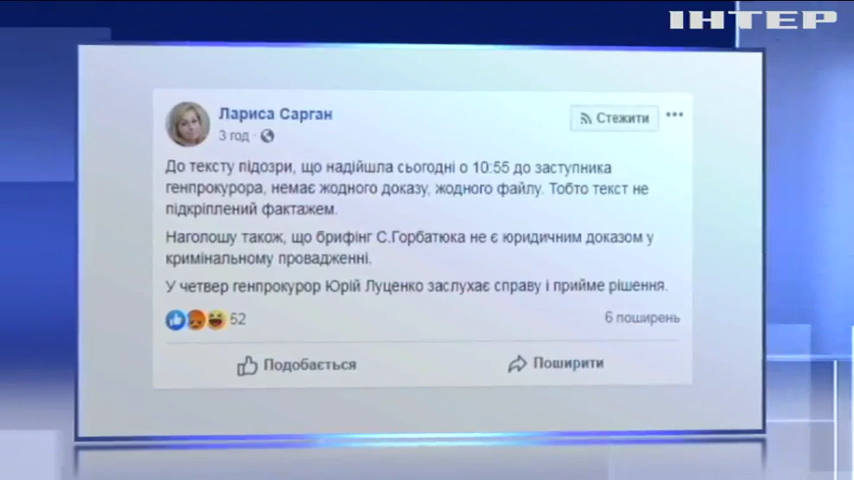 ІНТЕР
Лариса Сарган
3 год ·
Стежити
До тексту підозри, що надійшла сьогодні о 10:55 до заступника
генпрокурора, немає жодного доказу, жодного файлу. Тобто текст не
підкріплений фактажем.
Наголошу також, що брифінг С.Горбатюка не є юридичним доказом у
кримінальному провадженні.
У четвер генпрокурор Юрій Луценко заслухає справу і прийме рішення.
52
6 поширень
Подобається
Поширити